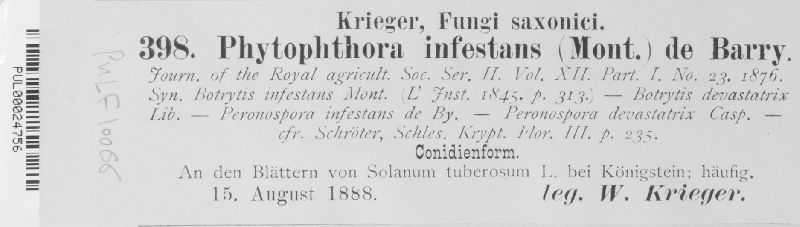 Krieger, Fungi saxonici.
398. Phytophthora infestans (Mont.) de Barry.
Journ. of the Royal agricult. Soc. Ser. II. Vol. XII. Part. I. No. 23. 1876.
Syn. Botrytis infestans Mont. (L' Inst. 1845. p. 313.) — Botrytis devastatrix
Lib. — Peronospora infestans de By. — Peronospora devastatrix Casp. —
cfr. Schröter, Schles. Krypt. Flor. III. p. 235.
Conidienform.
An den Blättern von Solanum tuberosum L. bei Königstein; häufig.
15. August 1888. leg. W. Krieger.
PUL00024756
PULF10066